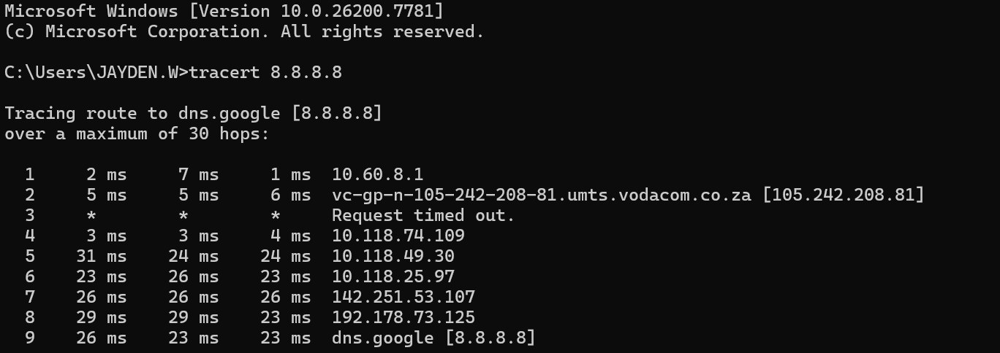 Microsoft Windows [Version 10.0.26200.7781]
(c) Microsoft Corporation. All rights reserved.

C:\Users\JAYDEN.W>tracert 8.8.8.8

Tracing route to dns.google [8.8.8.8]
over a maximum of 30 hops:

  1     2 ms     7 ms     1 ms  10.60.8.1
  2     5 ms     5 ms     6 ms  vc-gp-n-105-242-208-81.umts.vodacom.co.za [105.242.208.81]
  3     *        *        *     Request timed out.
  4     3 ms     3 ms     4 ms  10.118.74.109
  5    31 ms    24 ms    24 ms  10.118.49.30
  6    23 ms    26 ms    23 ms  10.118.25.97
  7    26 ms    26 ms    26 ms  142.251.53.107
  8    29 ms    29 ms    23 ms  192.178.73.125
  9    26 ms    23 ms    23 ms  dns.google [8.8.8.8]